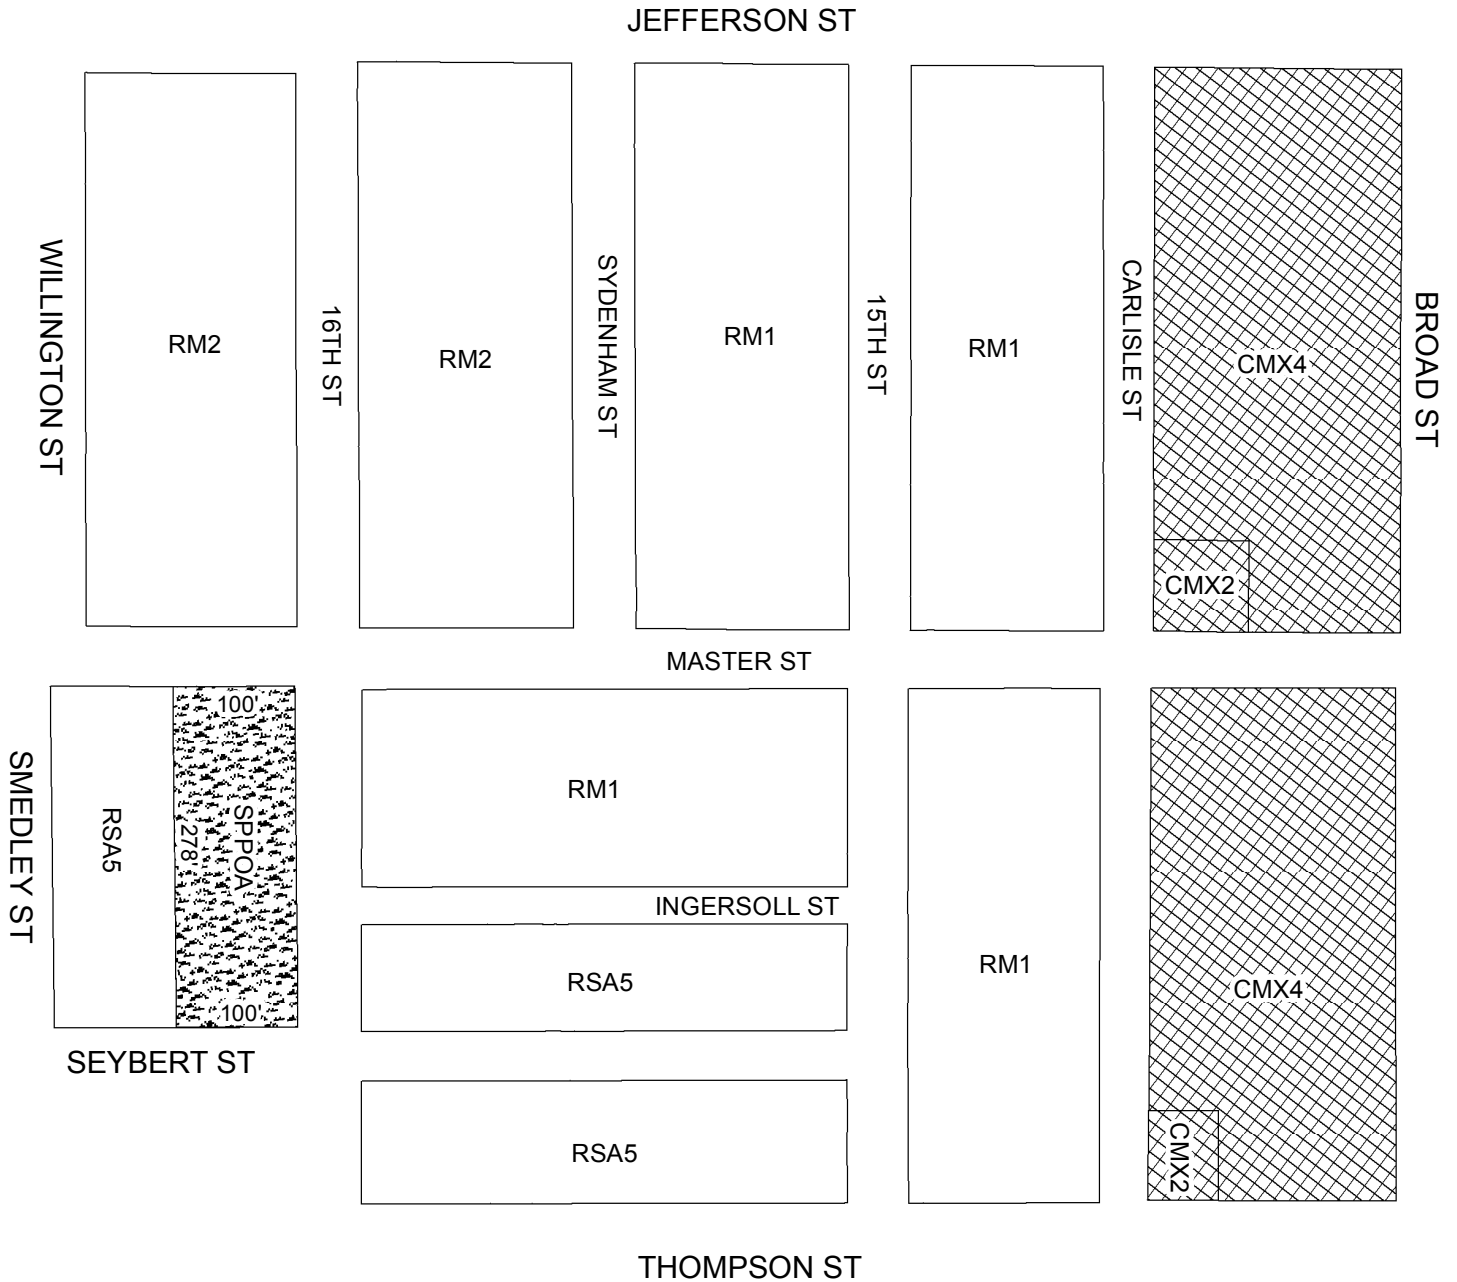 JEFFERSON ST
WILLINGTON ST
RM2
16TH ST
RM2
SYDENHAM ST
RM1
15TH ST
RM1
CARLISLE ST
CMX4
BROAD ST
CMX2
MASTER ST
SMEDLEY ST
RSA5
100'
278'
SPPOA
100'
SEYBERT ST
RM1
INGERSOLL ST
RSA5
RSA5
RM1
CMX4
CMX2
THOMPSON ST